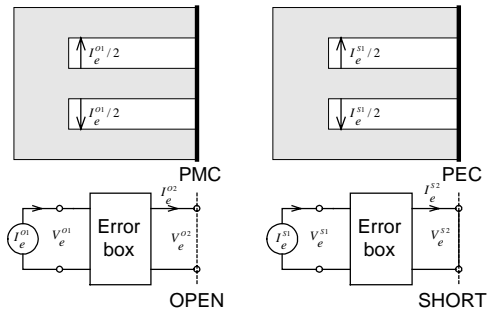 I_e^{O1}/2
I_e^{O1}/2
PMC
I_e^{S1}/2
I_e^{S1}/2
PEC
I_e^{O1}
V_e^{O1}
Error
box
I_e^{O2}
V_e^{O2}
OPEN
I_e^{S1}
V_e^{S1}
Error
box
I_e^{S2}
V_e^{S2}
SHORT